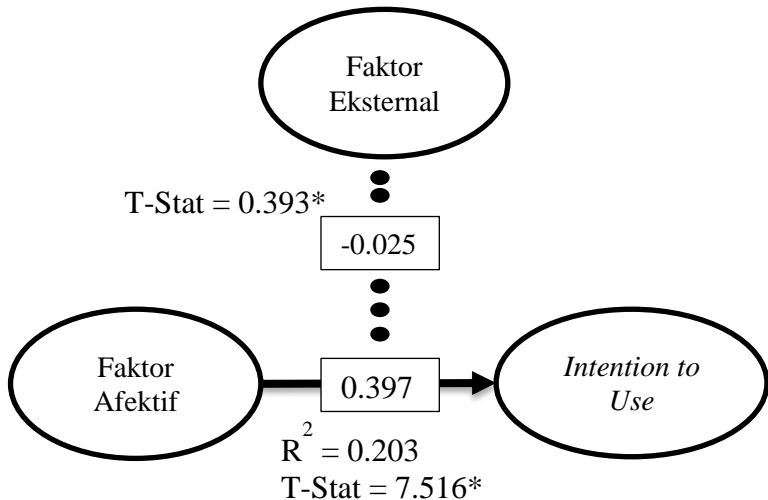 Faktor
Eksternal
T-Stat = 0.393*
-0.025
Faktor
Afektif
0.397
Intention to
Use
R² = 0.203
T-Stat = 7.516*